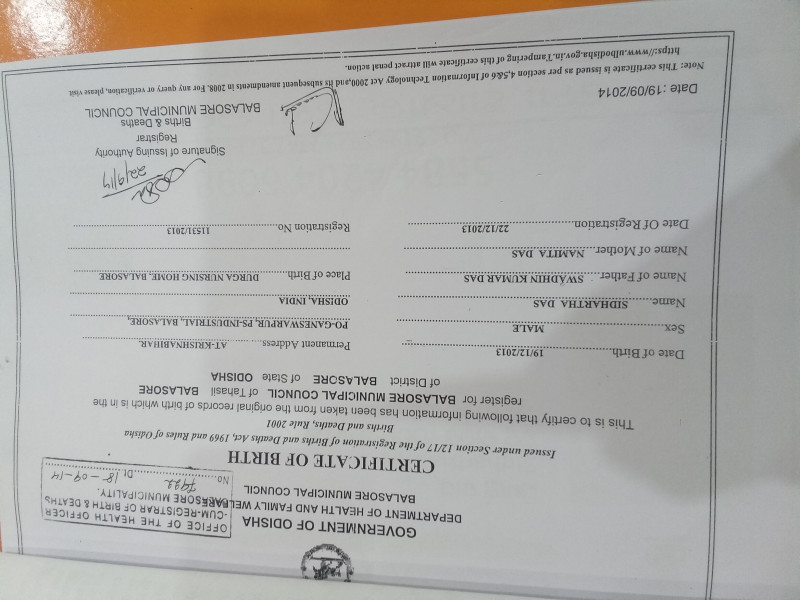 GOVERNMENT OF ODISHA
DEPARTMENT OF HEALTH AND FAMILY WELFARE
BALASORE MUNICIPAL COUNCIL
OFFICE OF THE HEALTH OFFICER
-CUM-REGISTRAR OF BIRTH & DEATHS
BALASORE MUNICIPALITY.
No. 7922 Dt. 18-09-14
CERTIFICATE OF BIRTH
Issued under Section 12/17 of the Registration of Births and Deaths Act, 1969 and Rules of Odisha
Births and Deaths, Rule 2001
This is to certify that following information has been taken from the original records of birth which is in the
register for BALASORE MUNICIPAL COUNCIL of Tahasil BALASORE
of District BALASORE of State ODISHA
Date of Birth 19/12/2013
Sex MALE
Name SIDHARTHA DAS
Name of Father SWADHIN KUMAR DAS
Name of Mother NAMITA DAS
Date Of Registration 22/12/2013
Permanent Address AT-KRISHNABIHAR,
PO-GANESWARPUR, PS-INDUSTRIAL, BALASORE,
ODISHA, INDIA
Place of Birth DURGA NURSING HOME, BALASORE
Registration No. 11531/2013
22/9/14
Signature of Issuing Authority
Registrar
Births & Deaths
BALASORE MUNICIPAL COUNCIL
Date : 19/09/2014
Note: This certificate is issued as per section 4,5&6 of Information Technology Act 2000,and its subsequent amendments in 2008. For any query or verification, please visit
https://www.ulbodisha.gov.in.Tampering of this certificate will attract penal action.